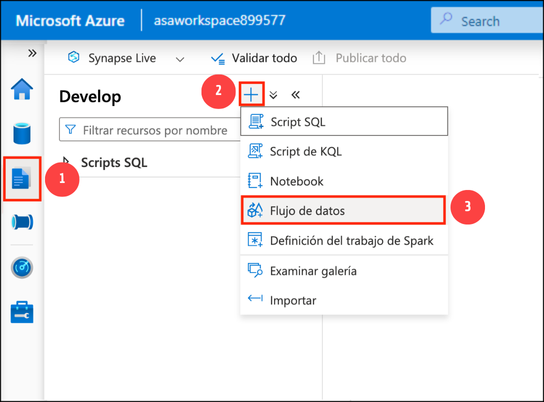 Microsoft Azure asaworkspace899577 Search
Synapse Live Validar todo Publicar todo
2
Develop
Filtrar recursos por nombre
Script SQL
Scripts SQL
1
Script de KQL
Notebook
Flujo de datos
3
Definición del trabajo de Spark
Examinar galería
Importar